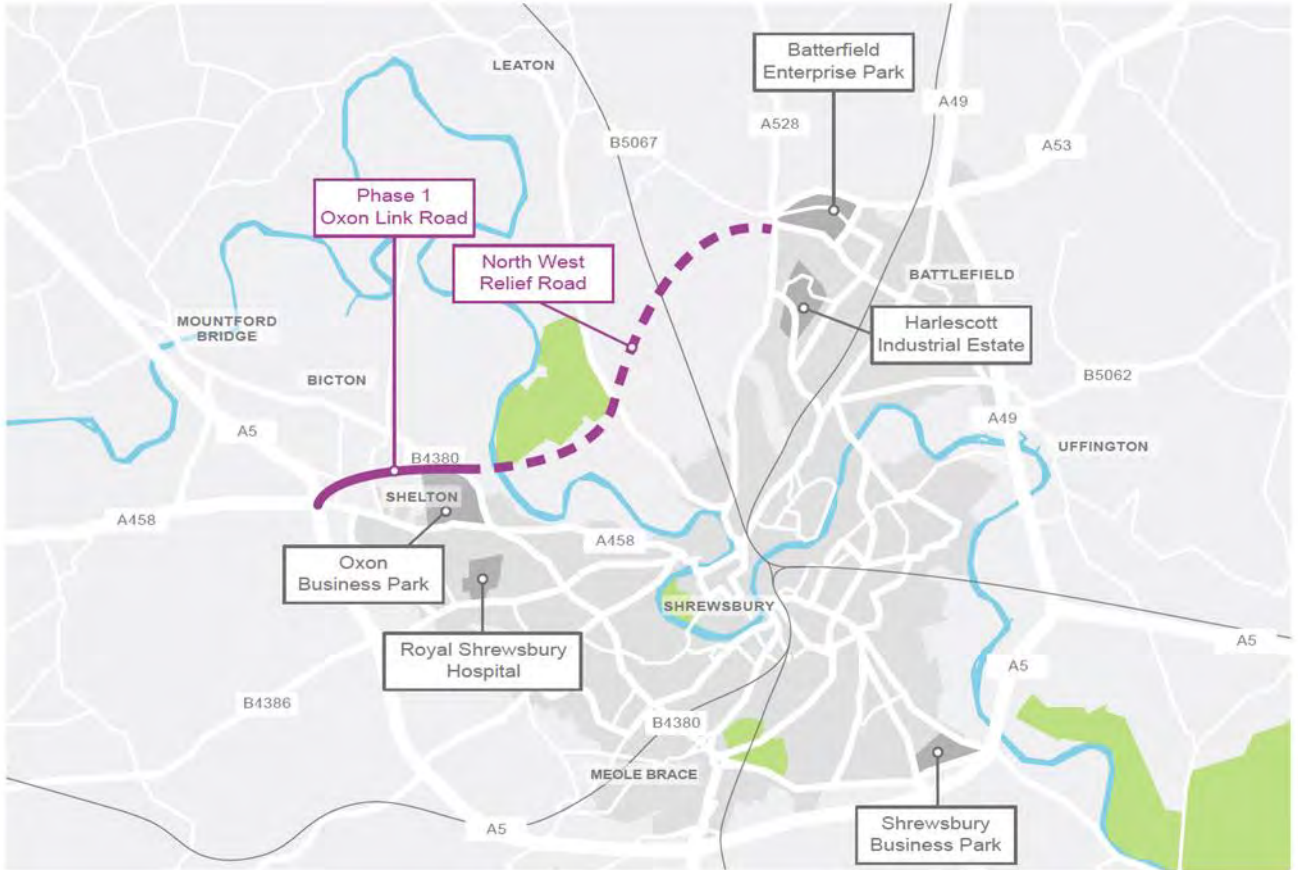 Batterfield
Enterprise Park
LEATON
A49
A528
B5067
A53
Phase 1
Oxon Link Road
North West
Relief Road
BATTLEFIELD
MOUNTFORD
BRIDGE
Harlescott
Industrial Estate
BICTON
B5062
A49
A5
UFFINGTON
B4380
SHELTON
A458
A458
Oxon
Business Park
SHREWSBURY
Royal Shrewsbury
Hospital
A5
A5
B4386
B4380
MEOLE BRACE
A5
Shrewsbury
Business Park